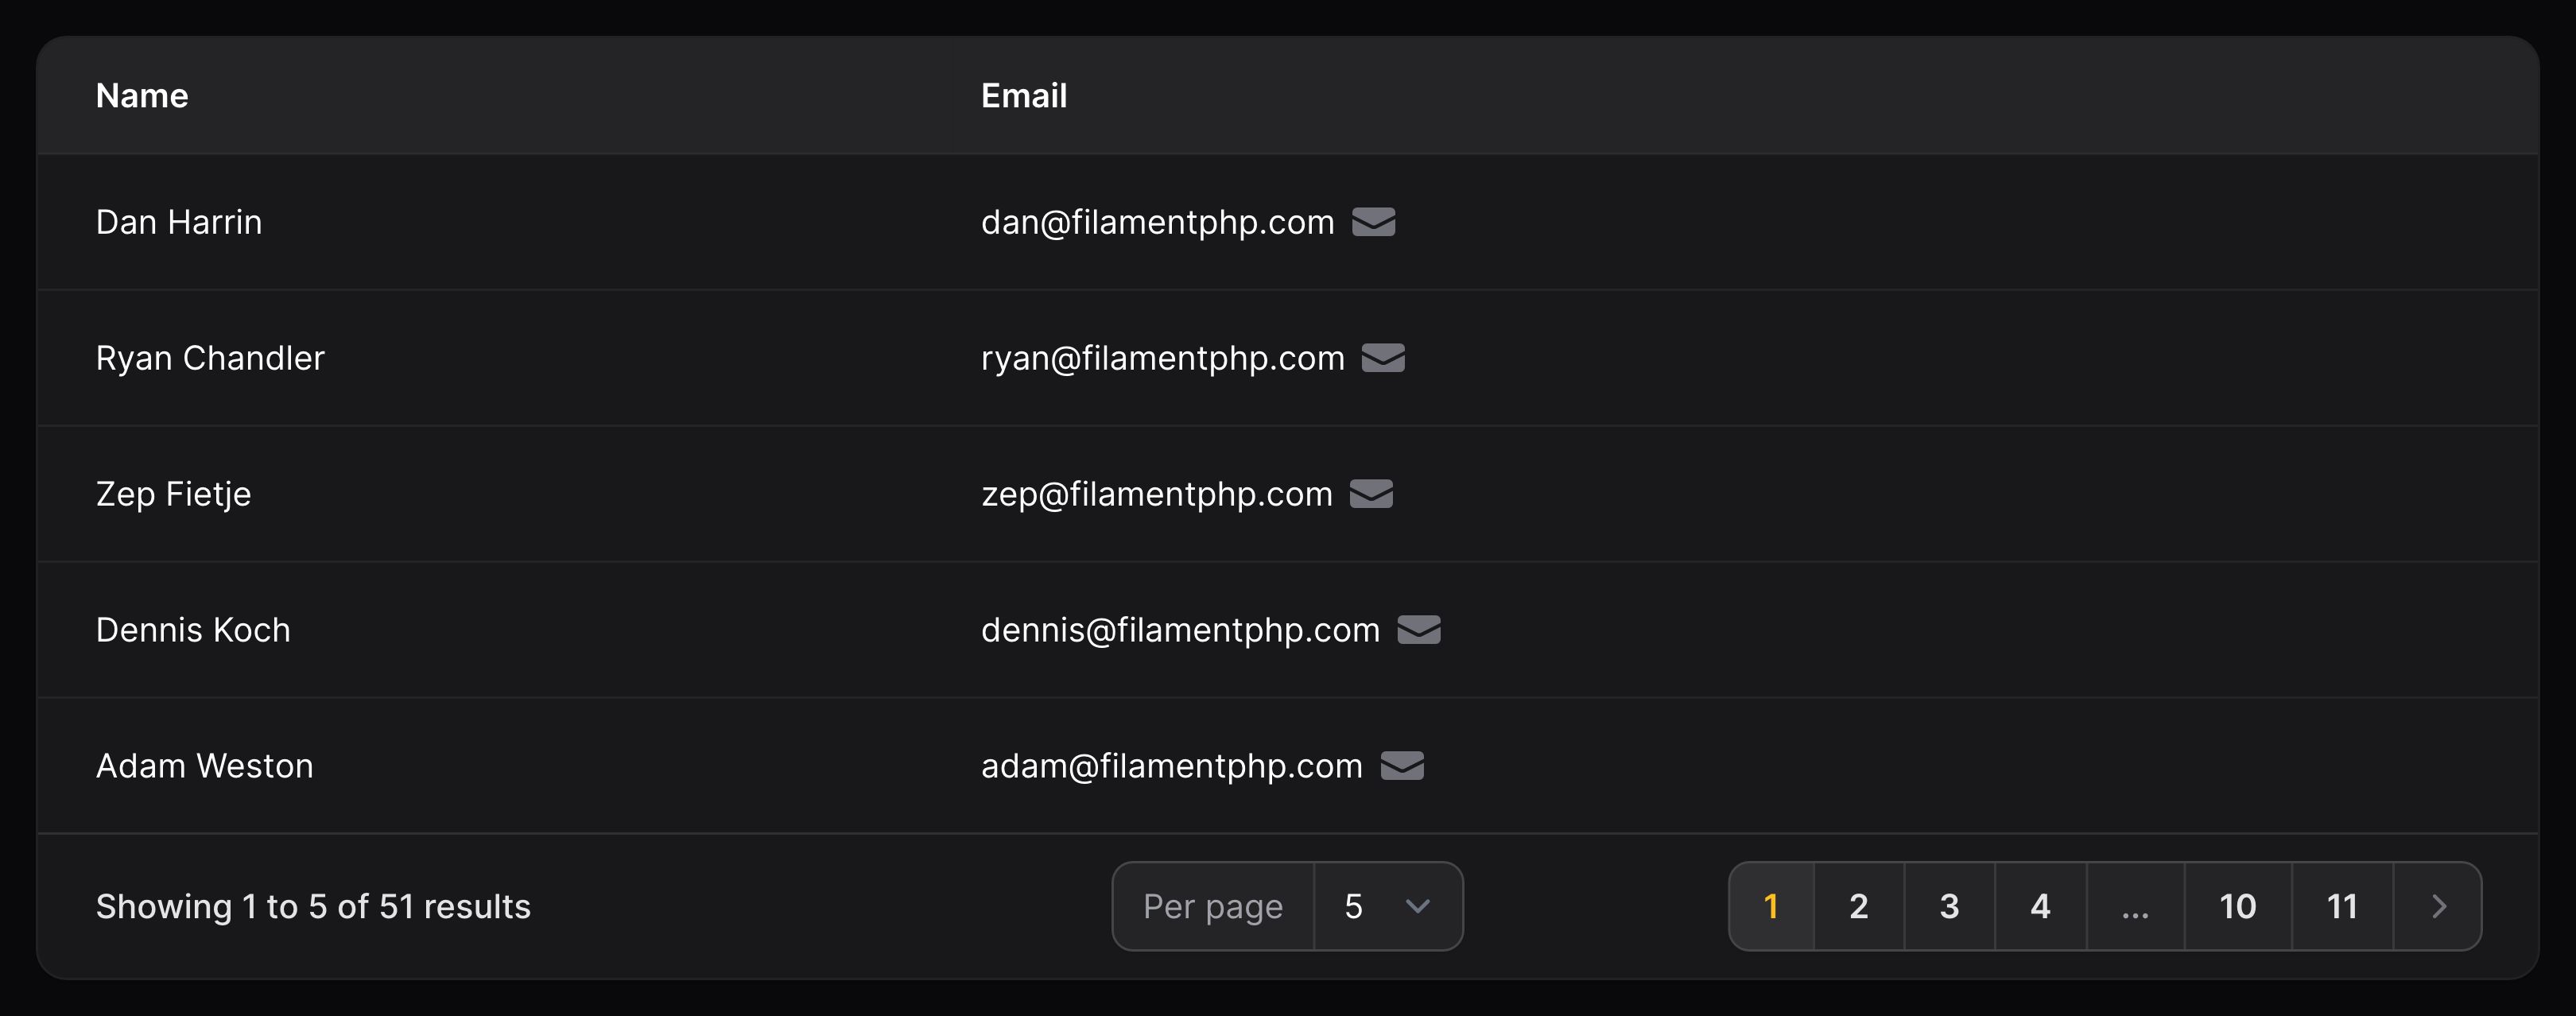 Name Email
Dan Harrin dan@filamentphp.com
Ryan Chandler ryan@filamentphp.com
Zep Fietje zep@filamentphp.com
Dennis Koch dennis@filamentphp.com
Adam Weston adam@filamentphp.com
Showing 1 to 5 of 51 results Per page 5 1 2 3 4 ... 10 11